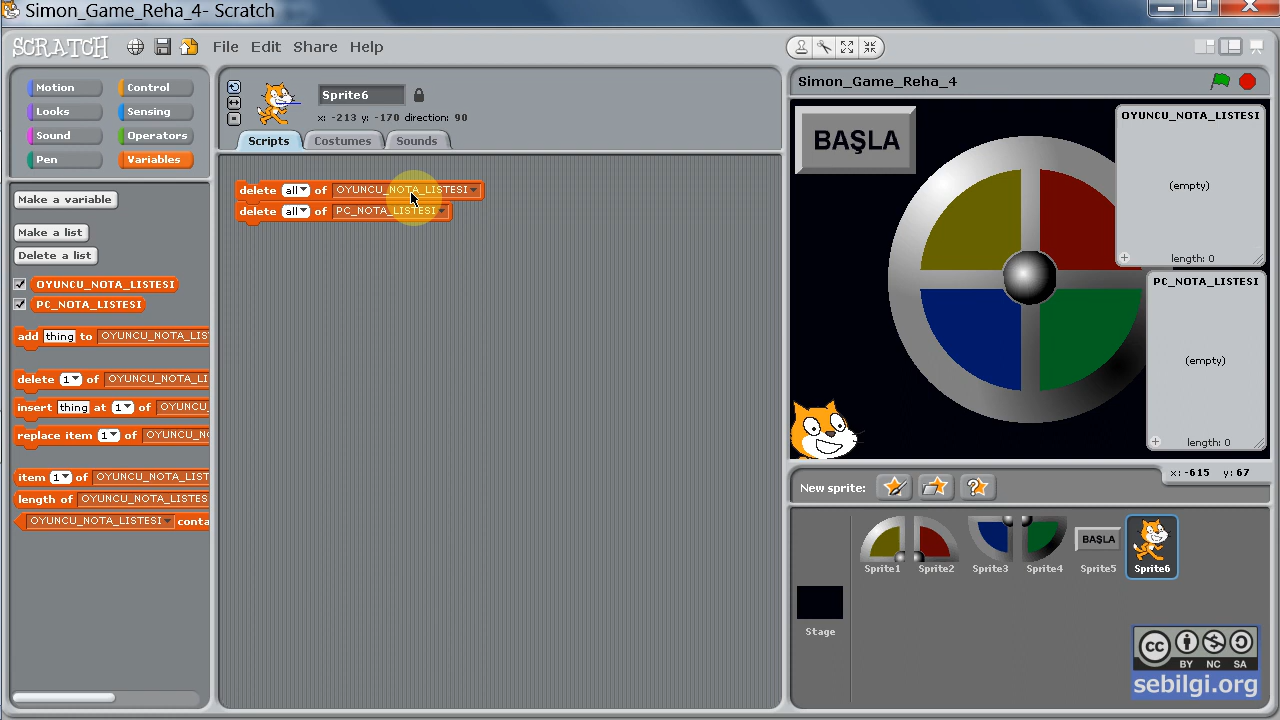 Simon_Game_Reha_4- Scratch
SCRATCH File Edit Share Help
Motion Control
Looks Sensing
Sound Operators
Pen Variables
Make a variable
Make a list
Delete a list
OYUNCU_NOTA_LISTESI
PC_NOTA_LISTESI
add thing to OYUNCU_NOTA_LIS
delete 1 of OYUNCU_NOTA_LI
insert thing at 1 of OYUNCU_
replace item 1 of OYUNCU_N
item 1 of OYUNCU_NOTA_LIST
length of OYUNCU_NOTA_LISTES
OYUNCU_NOTA_LISTESI conta
Sprite6
x: -213 y: -170 direction: 90
Scripts Costumes Sounds
delete all of OYUNCU_NOTA_LISTESI
delete all of PC_NOTA_LISTESI
Simon_Game_Reha_4
BAŞLA
OYUNCU_NOTA_LISTESI
(empty)
+ length: 0
PC_NOTA_LISTESI
(empty)
+ length: 0
x: -615 y: 67
New sprite:
BAŞLA
Sprite1 Sprite2 Sprite3 Sprite4 Sprite5 Sprite6
Stage
cc BY NC SA
sebilgi.org